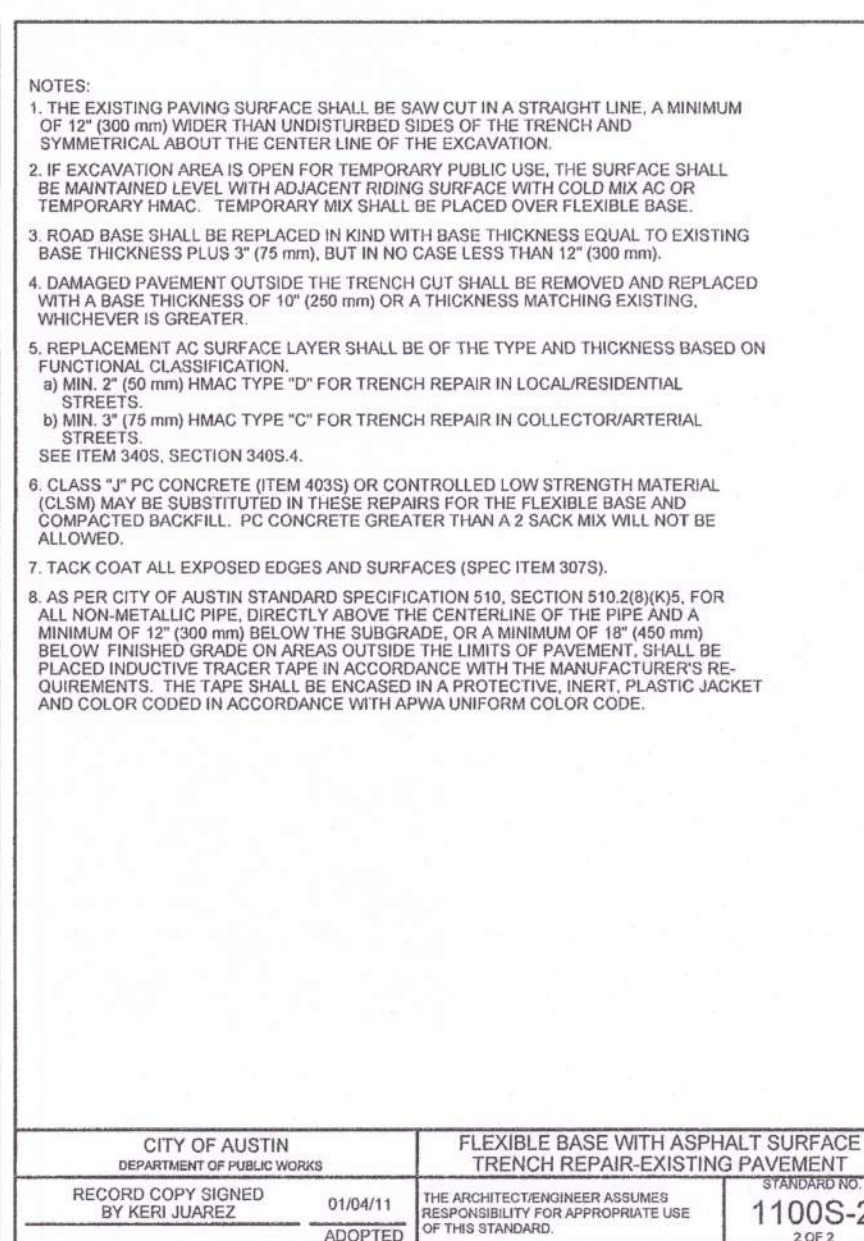 NOTES:
1. THE EXISTING PAVING SURFACE SHALL BE SAW CUT IN A STRAIGHT LINE, A MINIMUM
OF 12" (300 mm) WIDER THAN UNDISTURBED SIDES OF THE TRENCH AND
SYMMETRICAL ABOUT THE CENTER LINE OF THE EXCAVATION.
2. IF EXCAVATION AREA IS OPEN FOR TEMPORARY PUBLIC USE, THE SURFACE SHALL
BE MAINTAINED LEVEL WITH ADJACENT RIDING SURFACE WITH COLD MIX AC OR
TEMPORARY HMAC. TEMPORARY MIX SHALL BE PLACED OVER FLEXIBLE BASE.
3. ROAD BASE SHALL BE REPLACED IN KIND WITH BASE THICKNESS EQUAL TO EXISTING
BASE THICKNESS PLUS 3" (75 mm), BUT IN NO CASE LESS THAN 12" (300 mm).
4. DAMAGED PAVEMENT OUTSIDE THE TRENCH CUT SHALL BE REMOVED AND REPLACED
WITH A BASE THICKNESS OF 10" (250 mm) OR A THICKNESS MATCHING EXISTING,
WHICHEVER IS GREATER.
5. REPLACEMENT AC SURFACE LAYER SHALL BE OF THE TYPE AND THICKNESS BASED ON
FUNCTIONAL CLASSIFICATION.
a) MIN. 2" (50 mm) HMAC TYPE "D" FOR TRENCH REPAIR IN LOCAL/RESIDENTIAL
STREETS.
b) MIN. 3" (75 mm) HMAC TYPE "C" FOR TRENCH REPAIR IN COLLECTOR/ARTERIAL
STREETS.
SEE ITEM 340S, SECTION 340S.4.
6. CLASS "J" PC CONCRETE (ITEM 403S) OR CONTROLLED LOW STRENGTH MATERIAL
(CLSM) MAY BE SUBSTITUTED IN THESE REPAIRS FOR THE FLEXIBLE BASE AND
COMPACTED BACKFILL. PC CONCRETE GREATER THAN A 2 SACK MIX WILL NOT BE
ALLOWED.
7. TACK COAT ALL EXPOSED EDGES AND SURFACES (SPEC ITEM 307S).
8. AS PER CITY OF AUSTIN STANDARD SPECIFICATION 510, SECTION 510.2(8)(K)5, FOR
ALL NON-METALLIC PIPE, DIRECTLY ABOVE THE CENTERLINE OF THE PIPE AND A
MINIMUM OF 12" (300 mm) BELOW THE SUBGRADE, OR A MINIMUM OF 18" (450 mm)
BELOW FINISHED GRADE ON AREAS OUTSIDE THE LIMITS OF PAVEMENT, SHALL BE
PLACED INDUCTIVE TRACER TAPE IN ACCORDANCE WITH THE MANUFACTURER'S RE-
QUIREMENTS. THE TAPE SHALL BE ENCASED IN A PROTECTIVE, INERT, PLASTIC JACKET
AND COLOR CODED IN ACCORDANCE WITH APWA UNIFORM COLOR CODE.
CITY OF AUSTIN
DEPARTMENT OF PUBLIC WORKS
FLEXIBLE BASE WITH ASPHALT SURFACE
TRENCH REPAIR-EXISTING PAVEMENT
RECORD COPY SIGNED
BY KERI JUAREZ
01/04/11
ADOPTED
THE ARCHITECT/ENGINEER ASSUMES
RESPONSIBILITY FOR APPROPRIATE USE
OF THIS STANDARD.
STANDARD NO.
1100S-2
2 OF 2